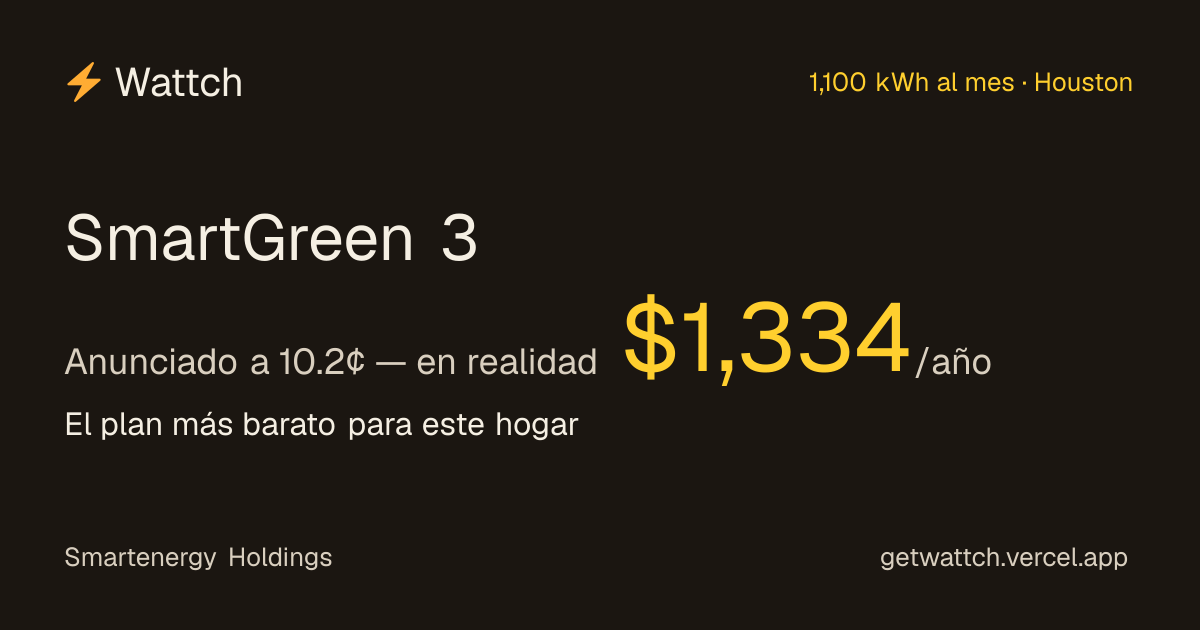 ⚡ Wattch
1,100 kWh al mes · Houston
SmartGreen 3
Anunciado a 10.2¢ — en realidad $1,334/año
El plan más barato para este hogar
Smartenergy Holdings
getwattch.vercel.app